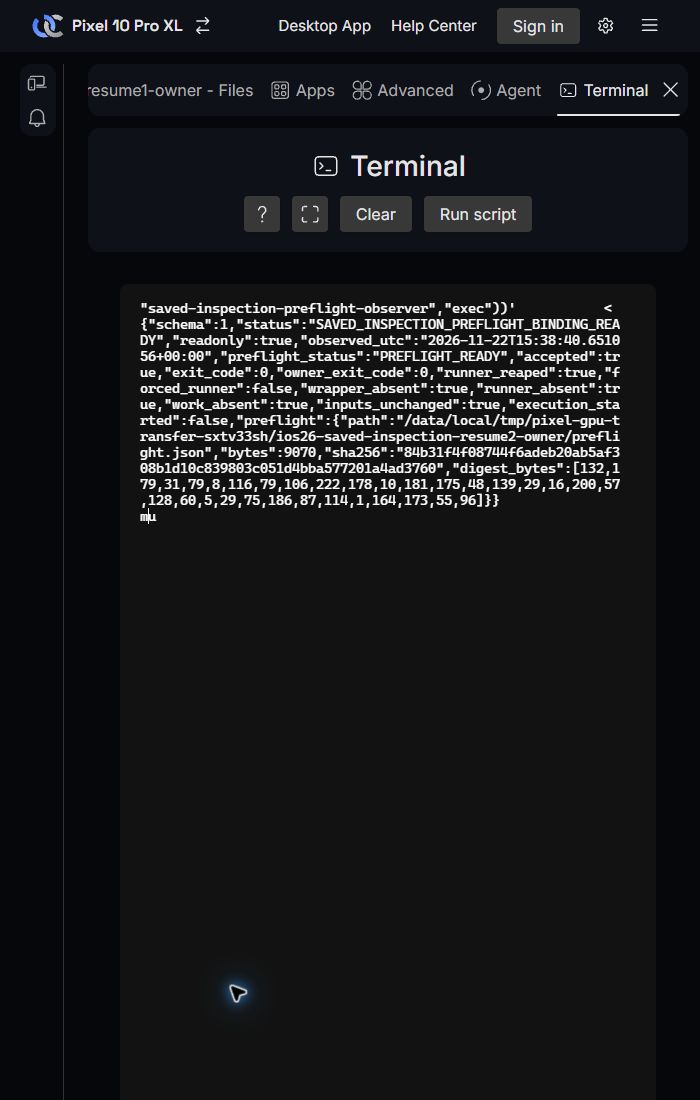 Pixel 10 Pro XL
Desktop App
Help Center
Sign in
resume1-owner - Files
Apps
Advanced
Agent
Terminal
Terminal
?
Clear
Run script
"saved-inspection-preflight-observer","exec"))' <
{"schema":1,"status":"SAVED_INSPECTION_PREFLIGHT_BINDING_REA
DY","readonly":true,"observed_utc":"2026-11-22T15:38:40.6510
56+00:00","preflight_status":"PREFLIGHT_READY","accepted":tr
ue,"exit_code":0,"owner_exit_code":0,"runner_reaped":true,"f
orced_runner":false,"wrapper_absent":true,"runner_absent":tr
ue,"work_absent":true,"inputs_unchanged":true,"execution_sta
rted":false,"preflight":{"path":"/data/local/tmp/pixel-gpu-t
ransfer-sxtv33sh/ios26-saved-inspection-resume2-owner/prefli
ght.json","bytes":9070,"sha256":"84b31f4f08744f6adeb20ab5af3
08b1d10c839803c051d4bba577201a4ad3760","digest_bytes":[132,1
79,31,79,8,116,79,106,222,178,10,181,175,48,139,29,16,200,57
,128,60,5,29,75,186,87,114,1,164,173,55,96]}}
mu